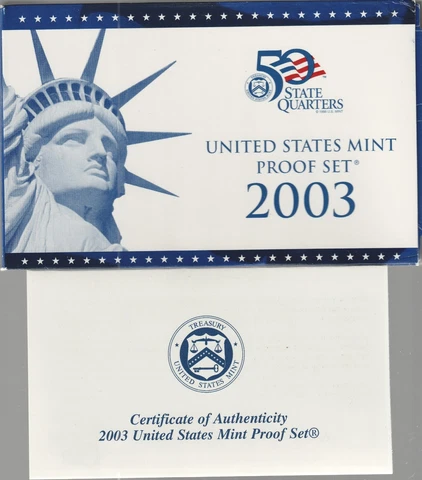 50
STATE
QUARTERS
UNITED STATES MINT
PROOF SET®
2003
TREASURY
UNITED STATES MINT
Certificate of Authenticity
2003 United States Mint Proof Set®